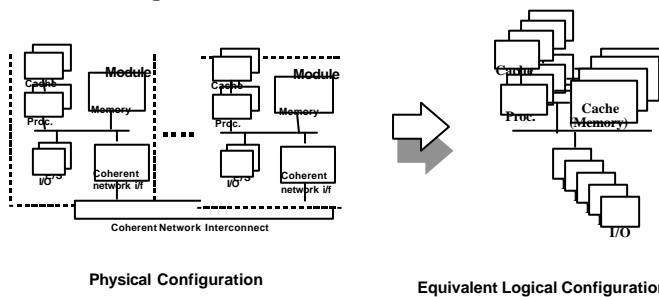 Module
Cache
Memory
Proc.
I/O
Coherent
network i/f
Module
Cache
Memory
Proc.
I/O
Coherent
network i/f
Coherent Network Interconnect
Physical Configuration
Cache
Proc.
Cache
(Memory)
I/O
Equivalent Logical Configuration